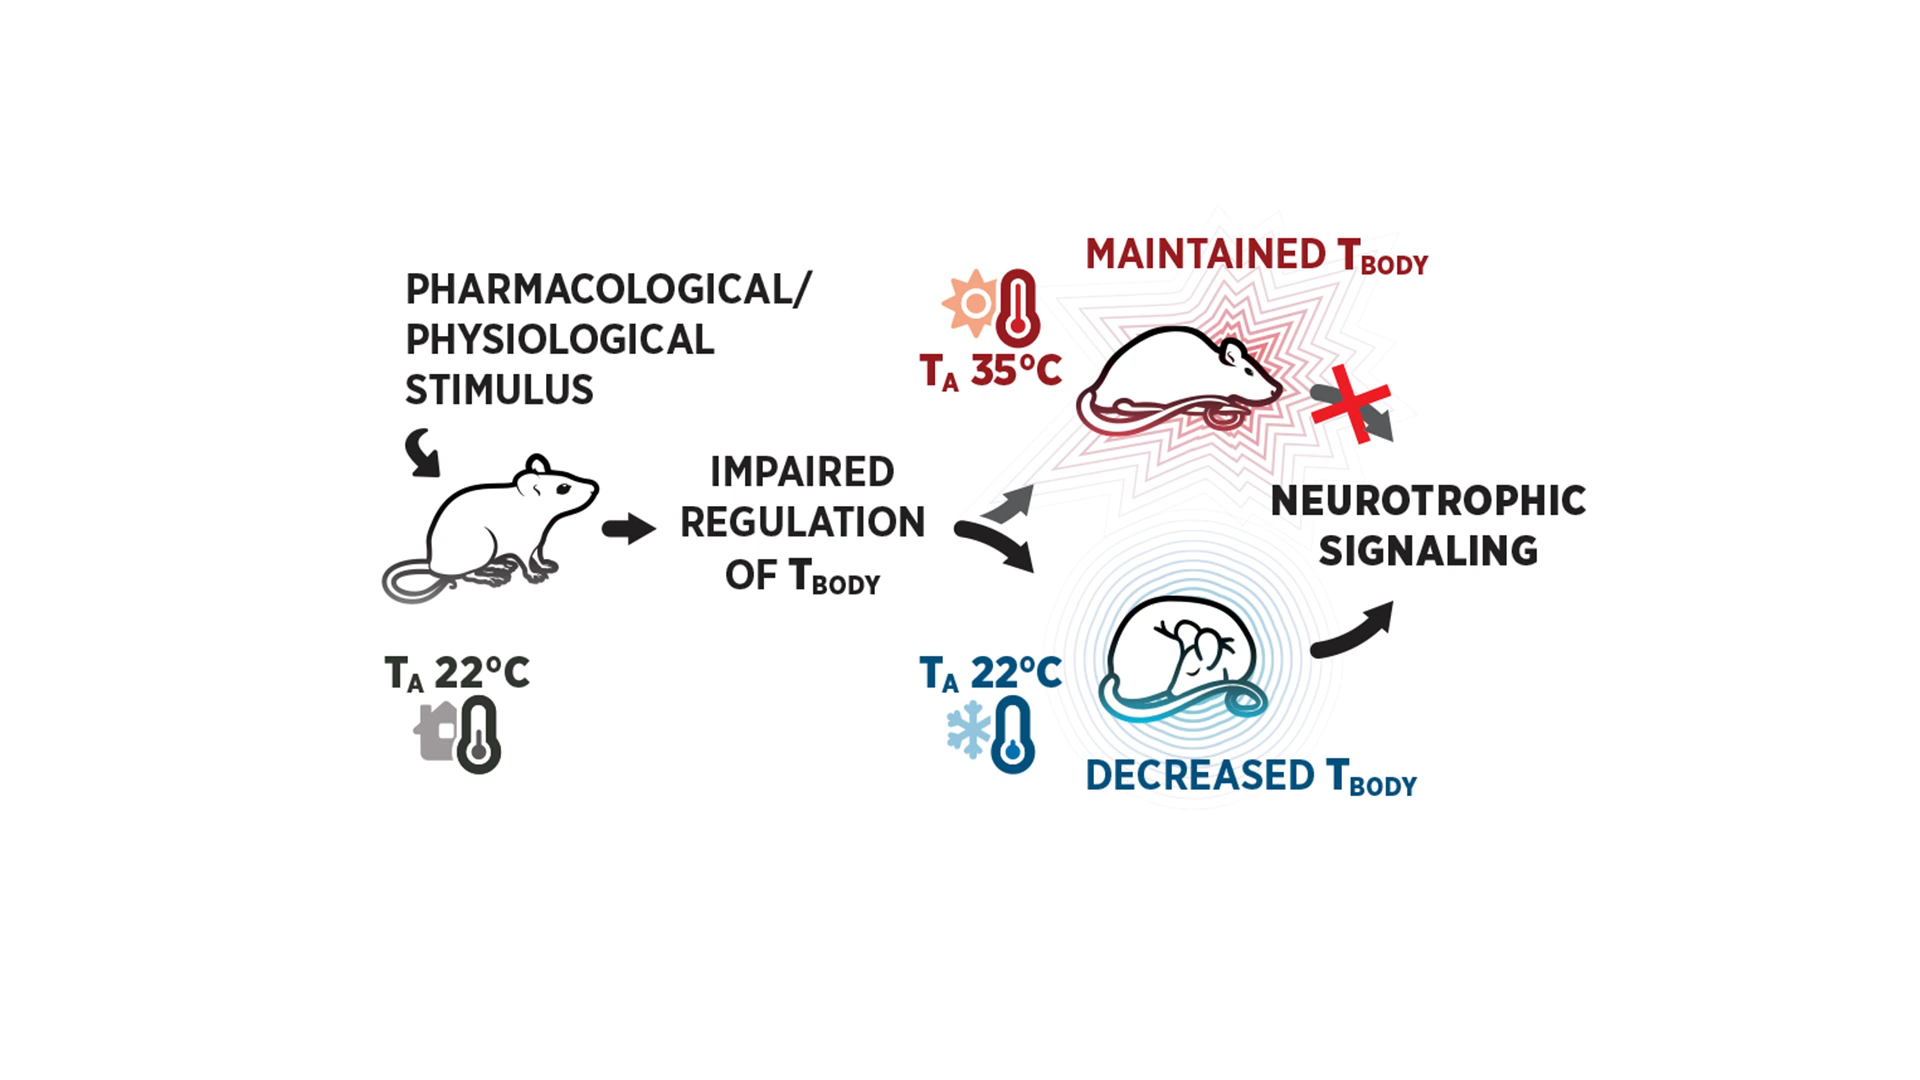 PHARMACOLOGICAL/
PHYSIOLOGICAL
STIMULUS
TA 22°C
IMPAIRED
REGULATION
OF TBODY
MAINTAINED TBODY
TA 35°C
TA 22°C
DECREASED TBODY
NEUROTROPHIC
SIGNALING